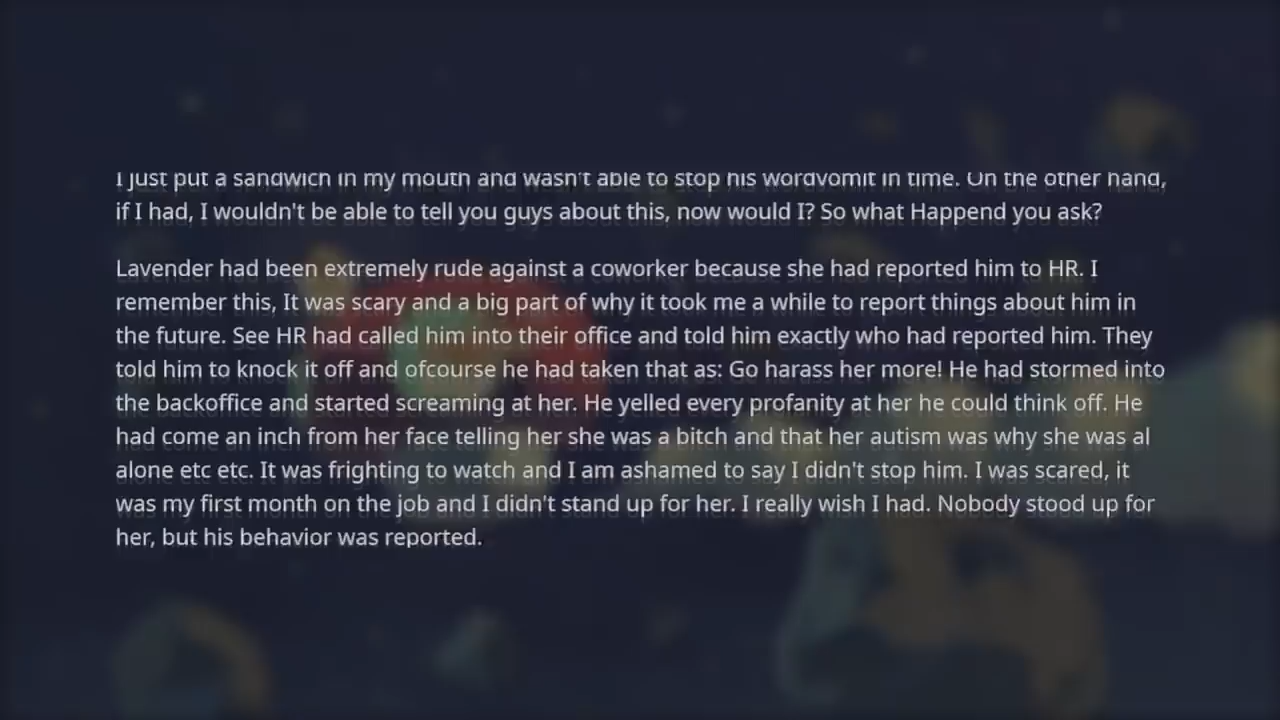 I just put a sandwich in my mouth and wasn't able to stop his wordvomit in time. On the other hand,
if I had, I wouldn't be able to tell you guys about this, now would I? So what Happend you ask?
Lavender had been extremely rude against a coworker because she had reported him to HR. I
remember this, It was scary and a big part of why it took me a while to report things about him in
the future. See HR had called him into their office and told him exactly who had reported him. They
told him to knock it off and ofcourse he had taken that as: Go harass her more! He had stormed into
the backoffice and started screaming at her. He yelled every profanity at her he could think off. He
had come an inch from her face telling her she was a bitch and that her autism was why she was al
alone etc etc. It was frighting to watch and I am ashamed to say I didn't stop him. I was scared, it
was my first month on the job and I didn't stand up for her. I really wish I had. Nobody stood up for
her, but his behavior was reported.